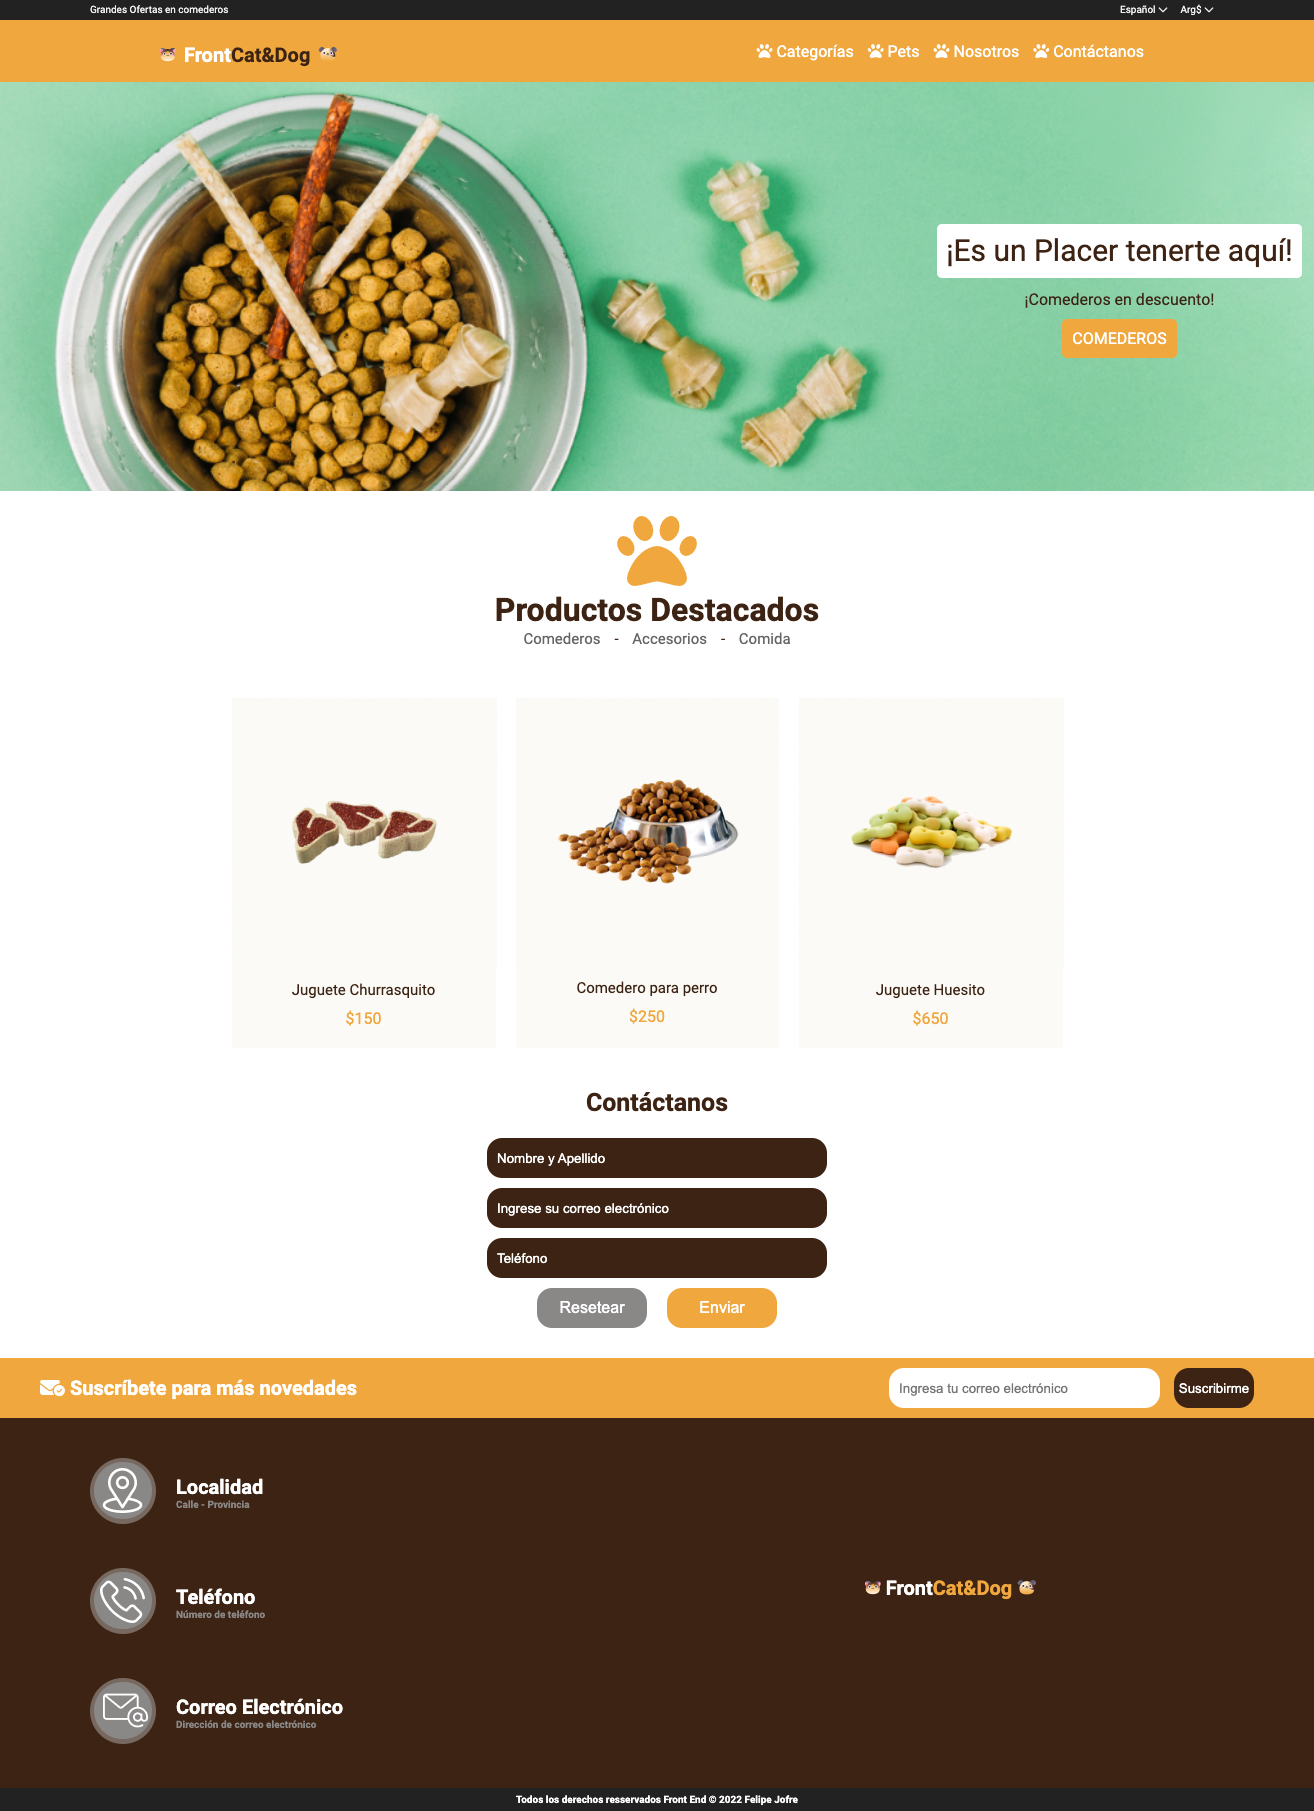 Grandes Ofertas en comederos
Español
Arg$
FrontCat&Dog
Categorías
Pets
Nosotros
Contáctanos
¡Es un Placer tenerte aquí!
¡Comederos en descuento!
COMEDEROS
Productos Destacados
Comederos - Accesorios - Comida
Juguete Churrasquito
$150
Comedero para perro
$250
Juguete Huesito
$650
Contáctanos
Nombre y Apellido
Ingrese su correo electrónico
Teléfono
Resetear
Enviar
Suscríbete para más novedades
Ingresa tu correo electrónico
Suscribirme
Localidad
Calle - Provincia
Teléfono
Número de teléfono
FrontCat&Dog
Correo Electrónico
Dirección de correo electrónico
Todos los derechos resservados Front End © 2022 Felipe Jofre